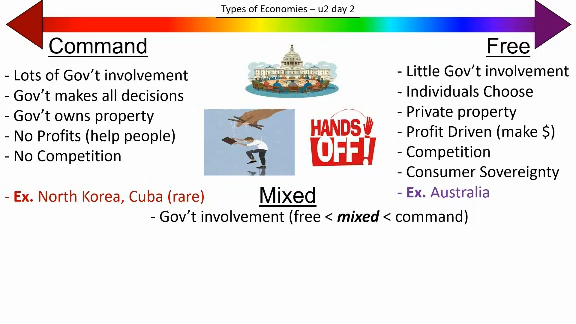 Types of Economies – u2 day 2
Command
- Lots of Gov’t involvement
- Gov’t makes all decisions
- Gov’t owns property
- No Profits (help people)
- No Competition
- Ex. North Korea, Cuba (rare)
HANDS
OFF!
Free
- Little Gov’t involvement
- Individuals Choose
- Private property
- Profit Driven (make $)
- Competition
- Consumer Sovereignty
- Ex. Australia
Mixed
- Gov’t involvement (free < mixed < command)